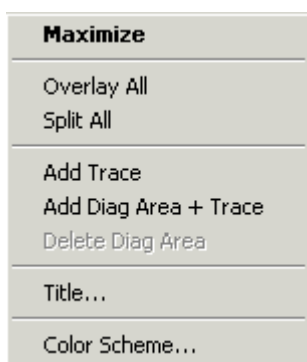 Maximize
Overlay All
Split All
Add Trace
Add Diag Area + Trace
Delete Diag Area
Title...
Color Scheme...